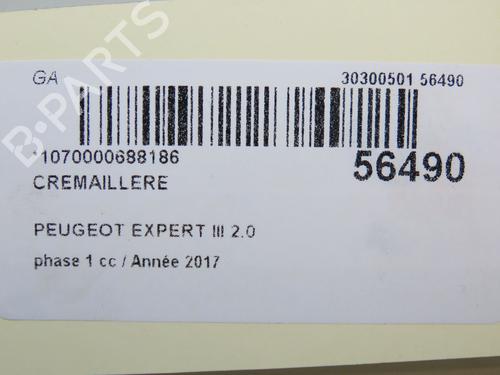 GA
30300501 56490
*1070000688186
56490
CREMAILLERE
PEUGEOT EXPERT III 2.0
phase 1 cc / Année 2017
B-PARTS